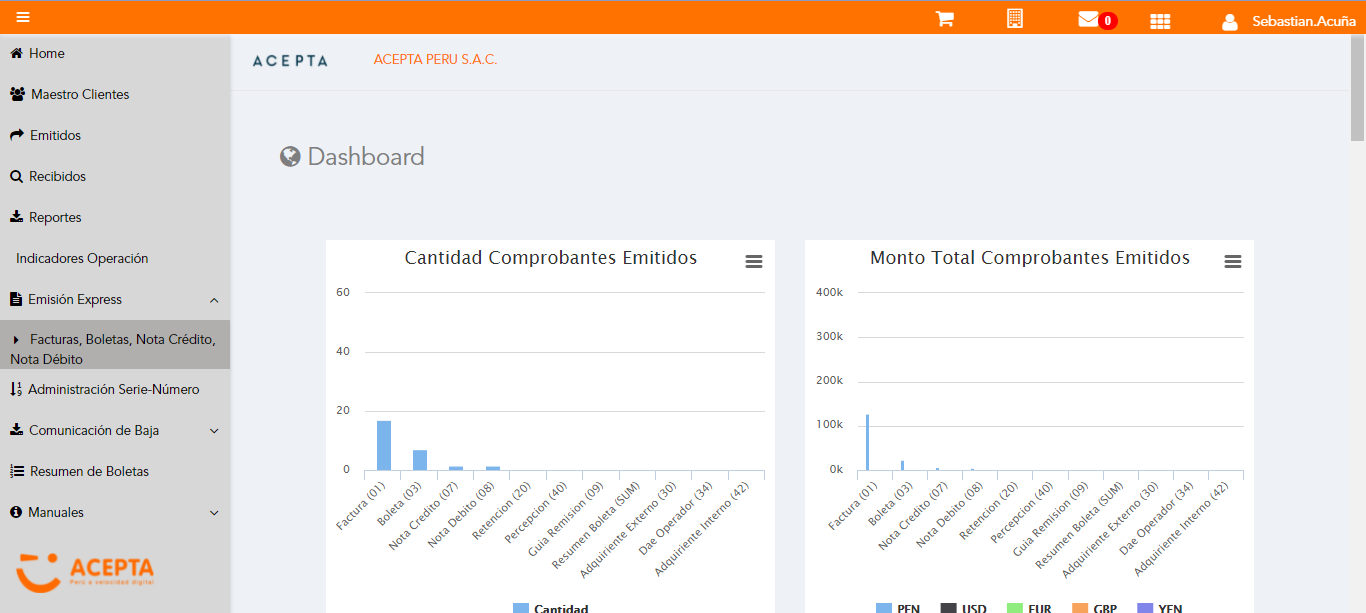 0
Sebastian.Acuña
Home
Maestro Clientes
Emitidos
Recibidos
Reportes
Indicadores Operación
Emisión Express
Facturas, Boletas, Nota Crédito,
Nota Débito
Administración Serie-Número
Comunicación de Baja
Resumen de Boletas
Manuales
ACEPTA
Perú a velocidad digital
ACEPTA
ACEPTA PERU S.A.C.
Dashboard
Cantidad Comprobantes Emitidos
60
40
20
0
Factura (01)
Boleta (03)
Nota Credito (07)
Nota Debito (08)
Retencion (20)
Percepcion (40)
Guia Remision (09)
Resumen Boleta (SUM)
Adquiriente Externo (30)
Dae Operador (34)
Adquiriente Interno (42)
Cantidad
Monto Total Comprobantes Emitidos
400k
300k
200k
100k
0k
Factura (01)
Boleta (03)
Nota Credito (07)
Nota Debito (08)
Retencion (20)
Percepcion (40)
Guia Remision (09)
Resumen Boleta (SUM)
Adquiriente Externo (30)
Dae Operador (34)
Adquiriente Interno (42)
PEN USD EUR GBP YEN